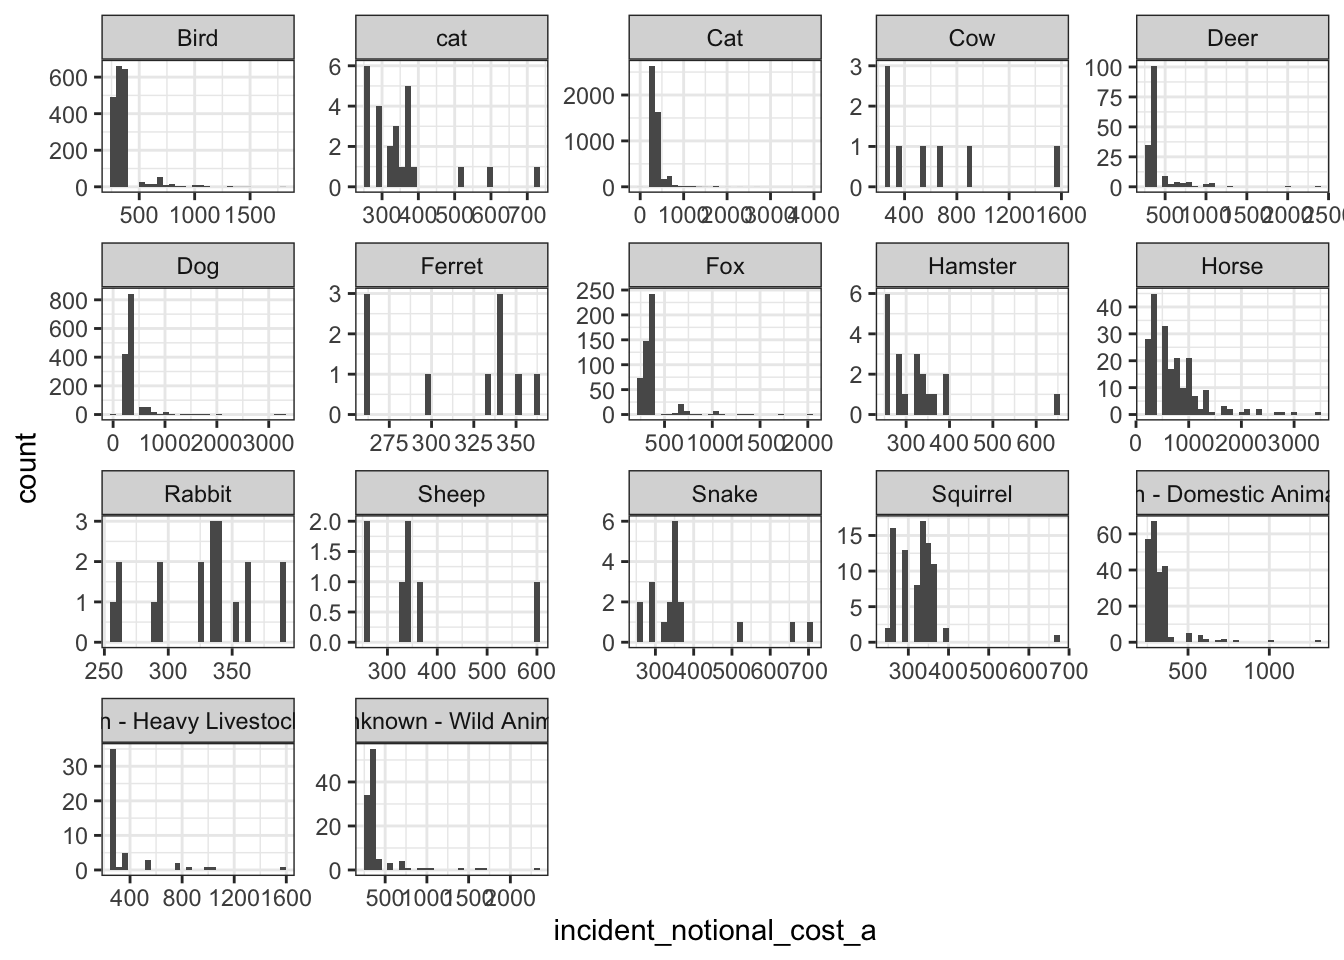 Bird
cat
Cat
Cow
Deer
600
400
200
0
6
4
2
0
2000
1000
0
3
2
1
0
100
75
50
25
0
500 1000 1500
300 400 500 600 700
0 1000 2000 3000 4000
400 800 1200 1600
500 1000 1500 2000 2500
Dog
Ferret
Fox
Hamster
Horse
800
600
400
200
0
3
2
1
0
250
200
150
100
50
0
6
4
2
0
40
30
20
10
0
0 1000 2000 3000
275 300 325 350
500 1000 1500 2000
300 400 500 600
0 1000 2000 3000
count
Rabbit
Sheep
Snake
Squirrel
n - Domestic Anima
3
2
1
0
2.0
1.5
1.0
0.5
0.0
6
4
2
0
15
10
5
0
60
40
20
0
250 300 350
300 400 500 600
300 400 500 600 700
300 400 500 600 700
500 1000
n - Heavy Livestock
nknown - Wild Anim
30
20
10
0
40
20
0
400 800 1200 1600
500 1000 1500 2000
incident_notional_cost_a